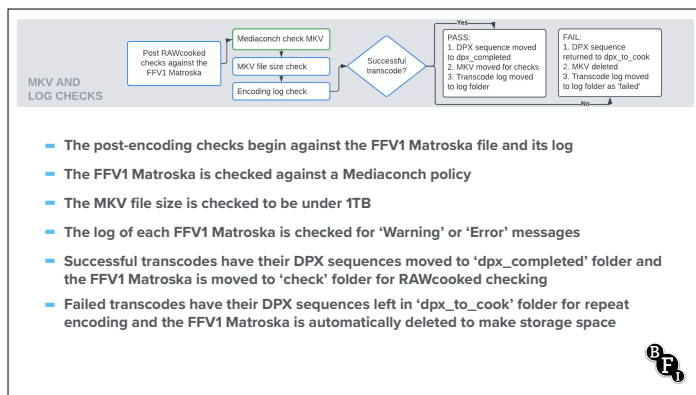 MKV AND
LOG CHECKS
Post RAWcooked
checks against the
FFV1 Matroska
Mediaconch check MKV
MKV file size check
Encoding log check
Successful
transcode?
Yes
No
PASS:
1. DPX sequence moved
to dpx_completed
2. MKV moved for checks
3. Transcode log moved
to log folder
FAIL:
1. DPX sequence
returned to dpx_to_cook
2. MKV deleted
3. Transcode log moved
to log folder as 'failed'
The post-encoding checks begin against the FFV1 Matroska file and its log
The FFV1 Matroska is checked against a Mediaconch policy
The MKV file size is checked to be under 1TB
The log of each FFV1 Matroska is checked for ‘Warning’ or ‘Error’ messages
Successful transcodes have their DPX sequences moved to ‘dpx_completed’ folder and
the FFV1 Matroska is moved to ‘check’ folder for RAWcooked checking
Failed transcodes have their DPX sequences left in ‘dpx_to_cook’ folder for repeat
encoding and the FFV1 Matroska is automatically deleted to make storage space
BFI